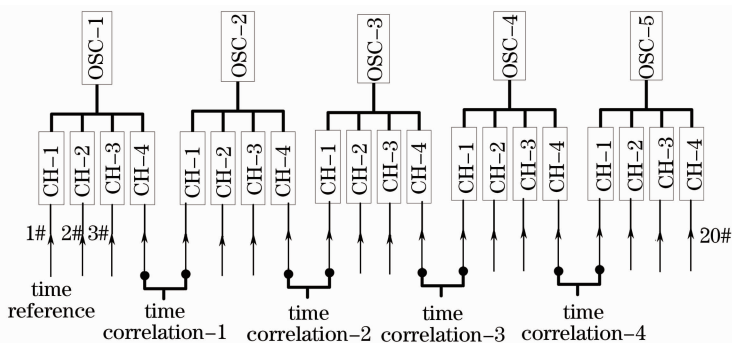 OSC-1
OSC-2
OSC-3
OSC-4
OSC-5
CH-1
CH-2
CH-3
CH-4
CH-1
CH-2
CH-3
CH-4
CH-1
CH-2
CH-3
CH-4
CH-1
CH-2
CH-3
CH-4
CH-1
CH-2
CH-3
CH-4
1#
2#
3#
20#
time
reference
time
correlation-1
time
correlation-2
time
correlation-3
time
correlation-4